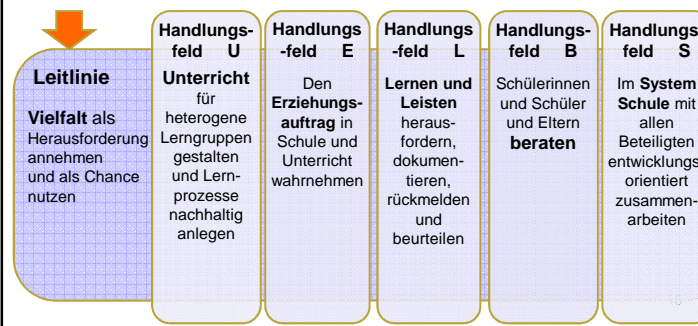 Leitlinie
Vielfalt als
Herausforderung
annehmen
und als Chance
nutzen
Handlungs-
feld U
Unterricht
für
heterogene
Lerngruppen
gestalten
und Lern-
prozesse
nachhaltig
anlegen
Handlungs
-feld E
Den
Erziehungs-
auftrag in
Schule und
Unterricht
wahrnehmen
Handlungs
-feld L
Lernen und
Leisten
heraus-
fordern,
dokumen-
tieren,
rückmelden
und
beurteilen
Handlungs-
feld B
Schülerinnen
und Schüler
und Eltern
beraten
Handlungs
feld S
Im System
Schule mit
allen
Beteiligten
entwicklungs
orientiert
zusammen-
arbeiten